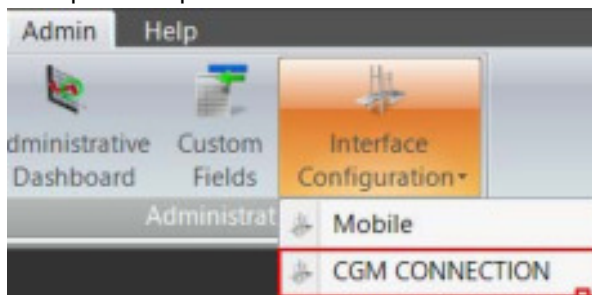 Admin Help
dministrative Custom Interface
Dashboard Fields Configuration
Administrat
Mobile
CGM CONNECTION